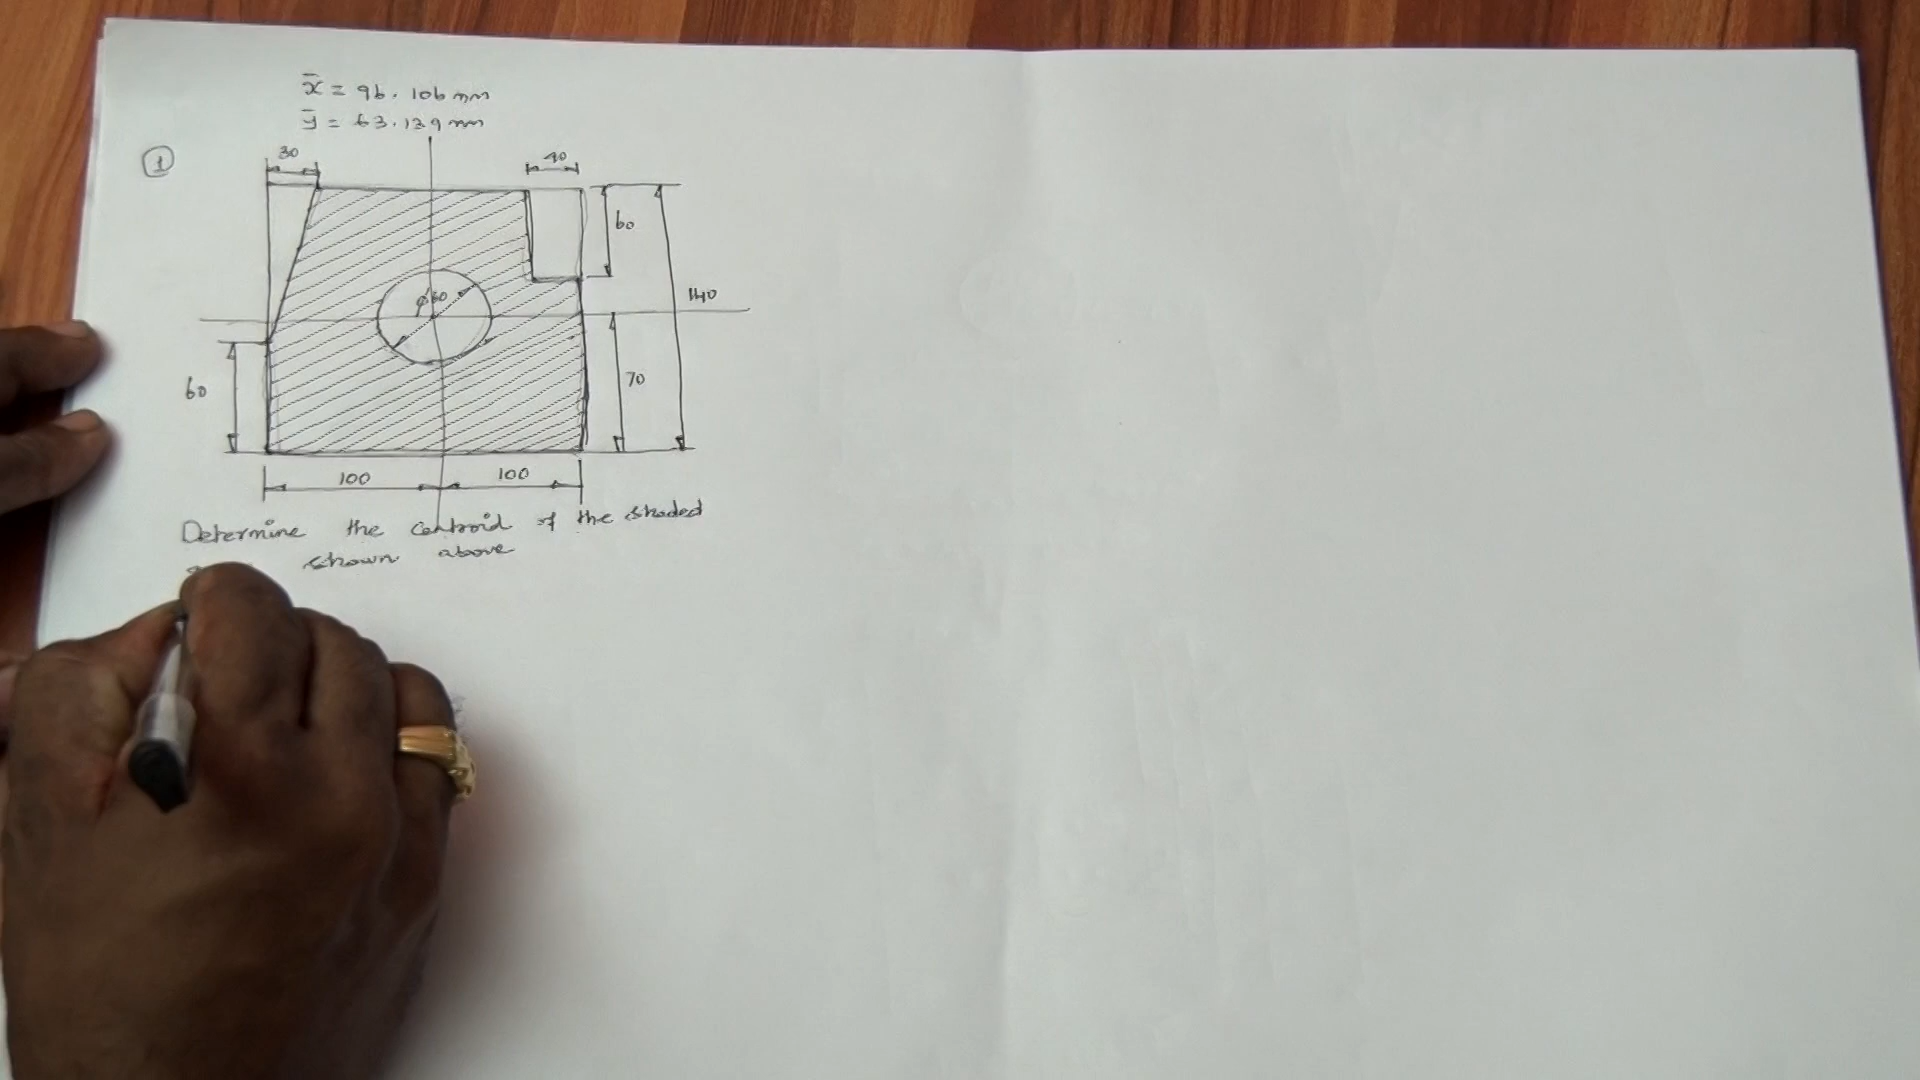 x̄ = 96.106 mm
ȳ = 63.139 mm
①
30
40
60
140
φ60
60
70
100
100
Determine the centroid of the shaded
shown above